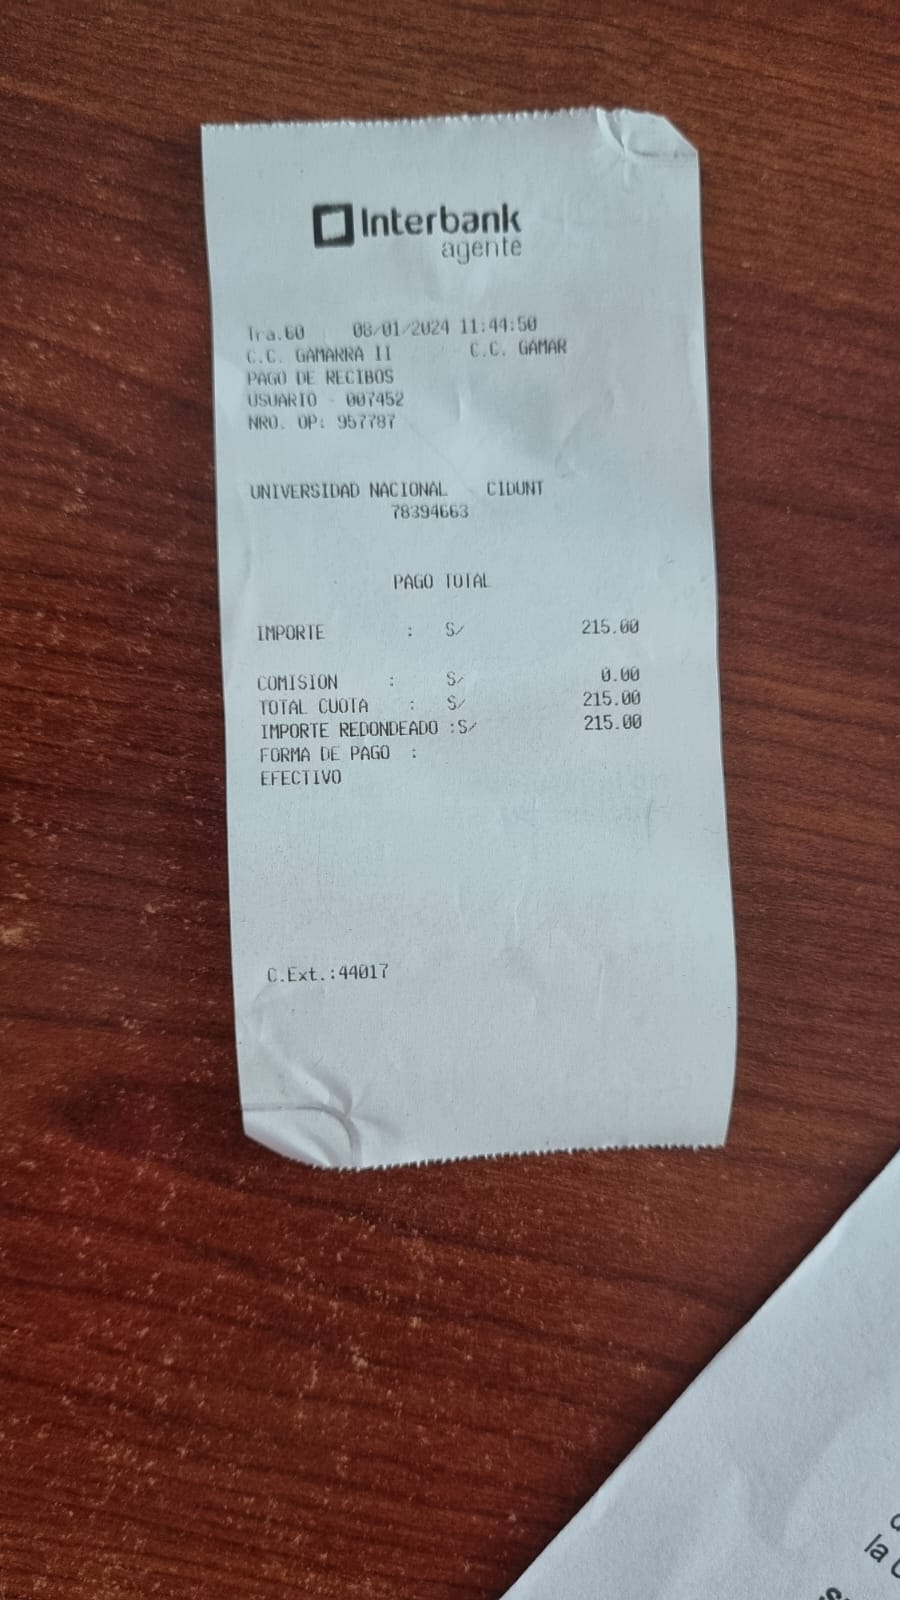 Interbank
agente
Tra.60 08/01/2024 11:44:50
C.C. GAMARRA II C.C. GAMAR
PAGO DE RECIBOS
USUARIO - 007452
NRO. OP: 957787
UNIVERSIDAD NACIONAL CIDUNT
78394663
PAGO TOTAL
IMPORTE : S/ 215.00
COMISION : S/ 0.00
TOTAL CUOTA : S/ 215.00
IMPORTE REDONDEADO :S/ 215.00
FORMA DE PAGO :
EFECTIVO
C.Ext.:44017
la